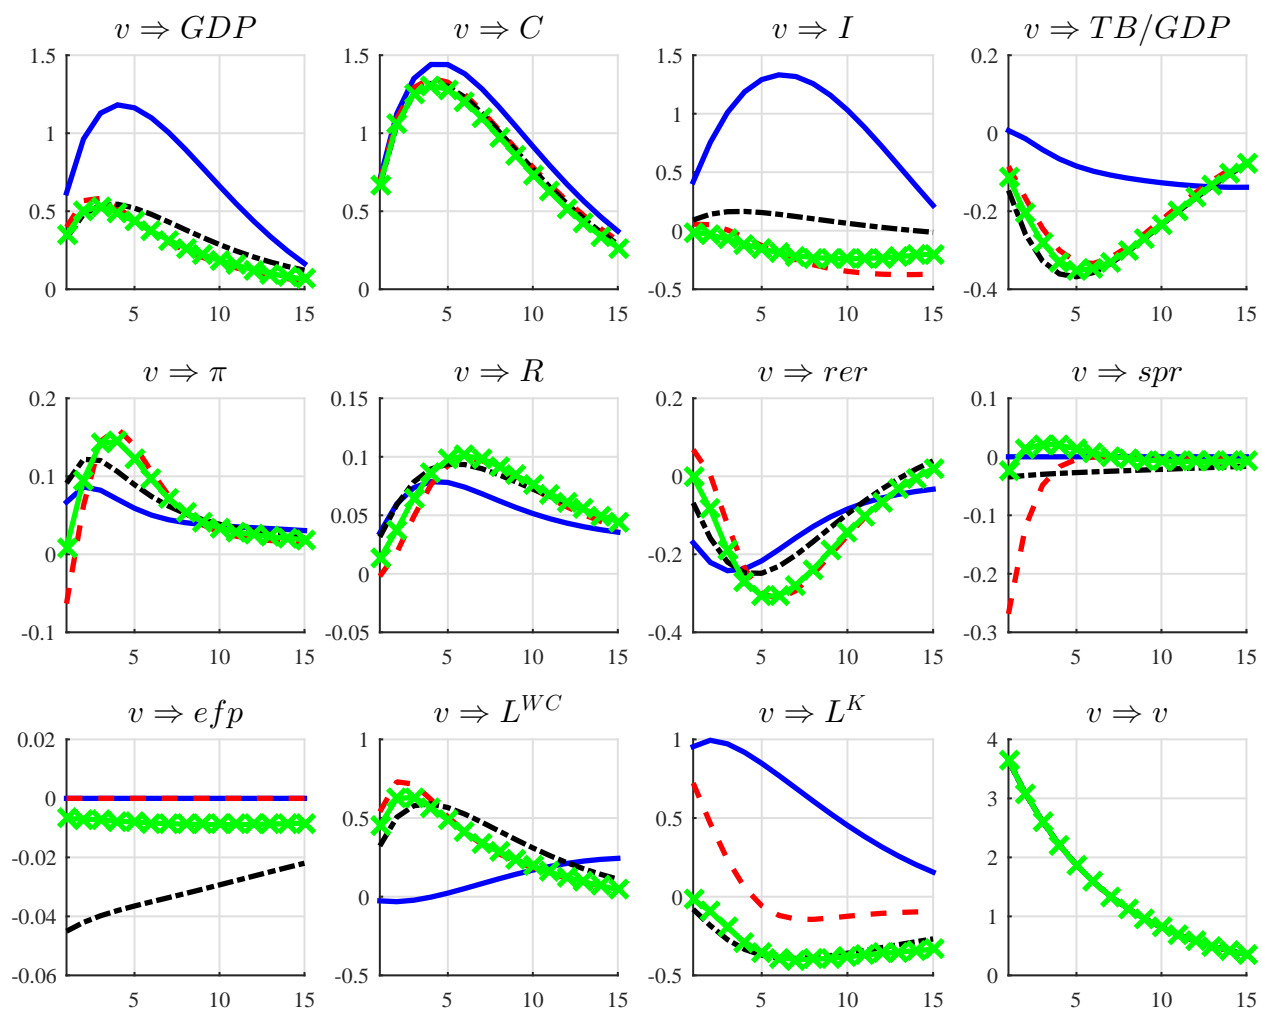 v ⇒ GDP
1.5
1
0.5
0
5 10 15
v ⇒ C
1.5
1
0.5
0
5 10 15
v ⇒ I
1.5
1
0.5
0
-0.5
5 10 15
v ⇒ TB/GDP
0.2
0
-0.2
-0.4
5 10 15
v ⇒ π
0.2
0.1
0
-0.1
5 10 15
v ⇒ R
0.15
0.1
0.05
0
-0.05
5 10 15
v ⇒ rer
0.2
0
-0.2
-0.4
5 10 15
v ⇒ spr
0.1
0
-0.1
-0.2
-0.3
5 10 15
v ⇒ efp
0.02
0
-0.02
-0.04
-0.06
5 10 15
v ⇒ L^{WC}
1
0.5
0
-0.5
5 10 15
v ⇒ L^{K}
1
0.5
0
-0.5
5 10 15
v ⇒ v
4
3
2
1
0
5 10 15